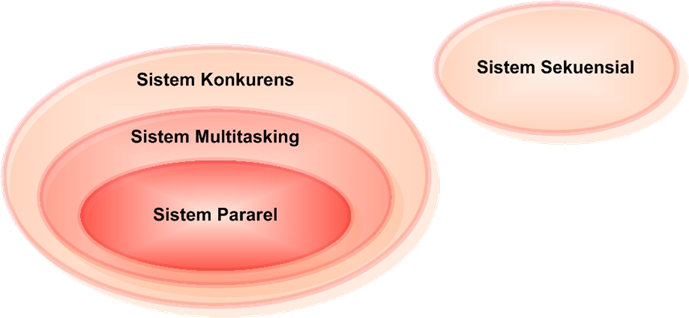 Sistem Konkurens
Sistem Sekuensial
Sistem Multitasking
Sistem Pararel